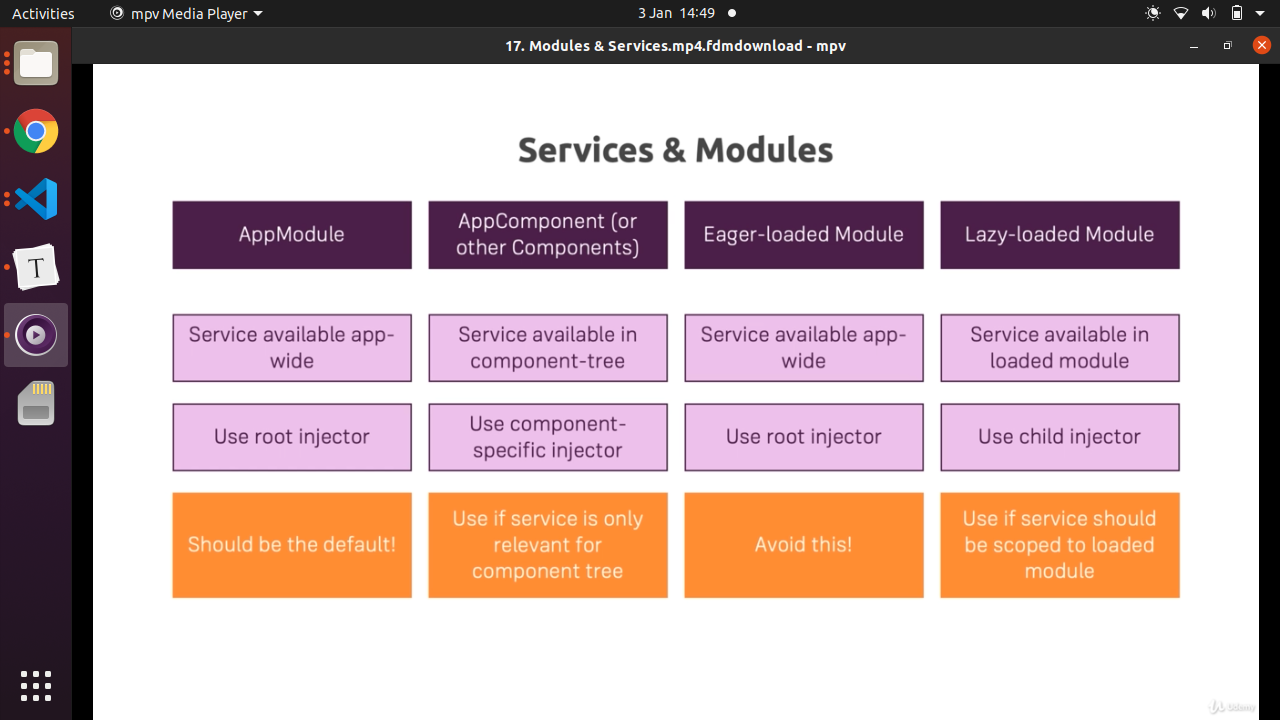 Activities
mpv Media Player
3 Jan 14:49
17. Modules & Services.mp4.fdmdownload - mpv
Services & Modules
AppModule
AppComponent (or
other Components)
Eager-loaded Module
Lazy-loaded Module
Service available app-
wide
Service available in
component-tree
Service available app-
wide
Service available in
loaded module
Use root injector
Use component-
specific injector
Use root injector
Use child injector
Should be the default!
Use if service is only
relevant for
component tree
Avoid this!
Use if service should
be scoped to loaded
module
T
Udemy